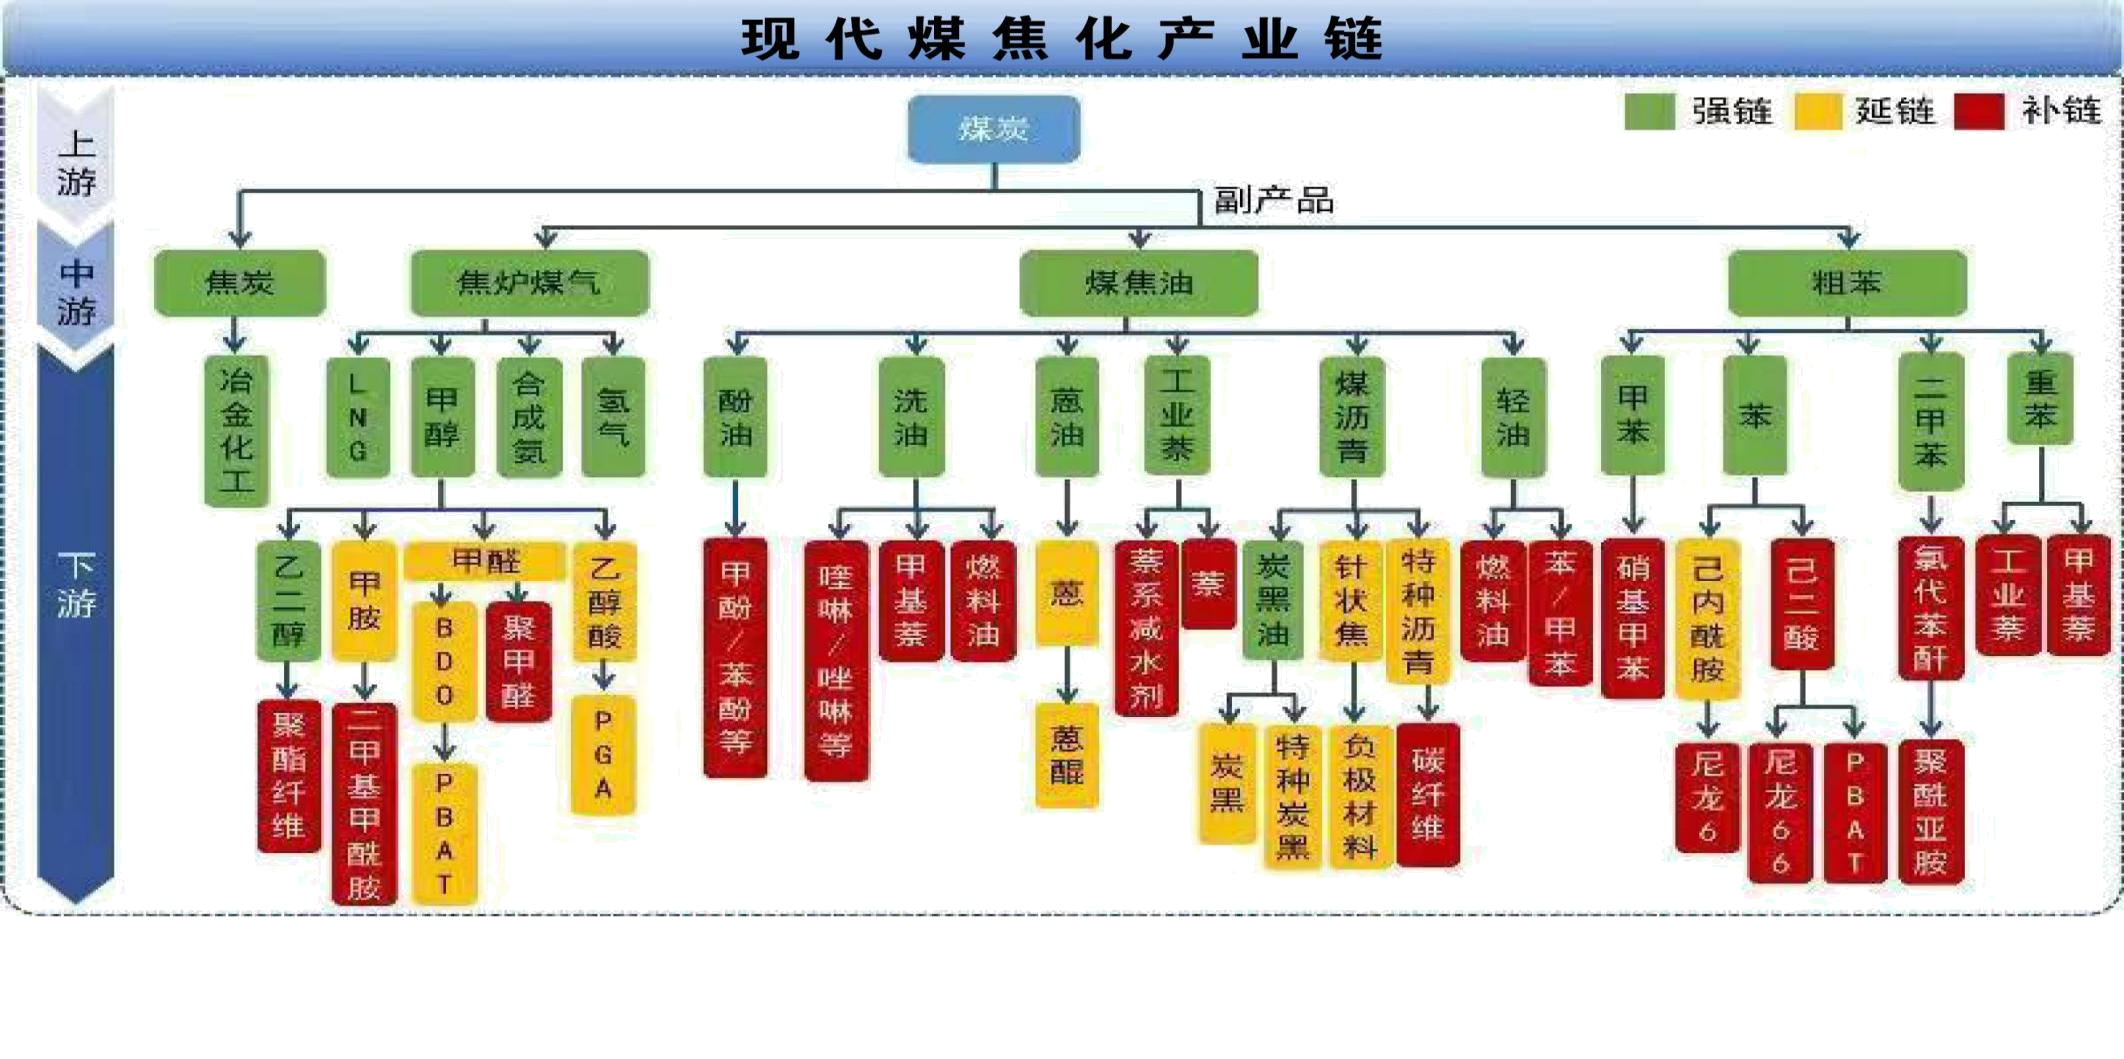 现代煤焦化产业链
强链
延链
补链
上游
中游
下游
煤炭
副产品
焦炭
焦炉煤气
煤焦油
粗苯
冶金化工
LNG
甲醇
合成氨
氢气
酚油
洗油
蒽油
工业萘
煤沥青
轻油
甲苯
苯
二甲苯
重苯
乙二醇
甲胺
甲醛
乙醇酸
BDO
聚甲醛
甲酚/苯酚等
喹啉/唑啉等
甲基萘
燃料油
蒽
萘系减水剂
萘
炭黑油
针状焦
特种沥青
燃料油
苯/甲苯
硝基甲苯
己内酰胺
己二酸
氯代苯酐
工业萘
甲基萘
聚酯纤维
二甲基甲酰胺
PBAT
PGA
蒽醌
炭黑
特种炭黑
负极材料
碳纤维
尼龙6
尼龙66
PBAT
聚酰亚胺